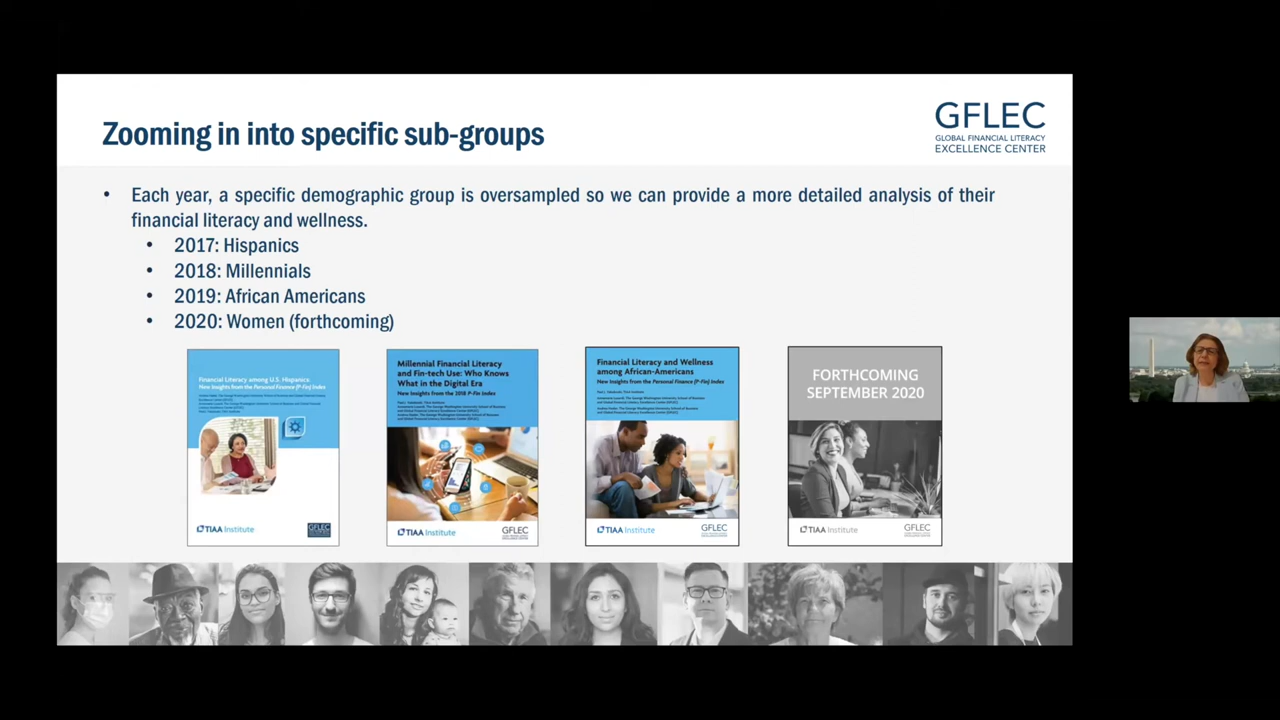 Zooming in into specific sub-groups
GFLEC
GLOBAL FINANCIAL LITERACY
EXCELLENCE CENTER
• Each year, a specific demographic group is oversampled so we can provide a more detailed analysis of their
financial literacy and wellness.
• 2017: Hispanics
• 2018: Millennials
• 2019: African Americans
• 2020: Women (forthcoming)
Financial Literacy among U.S. Hispanics:
New Insights from the Personal Finance (P-Fin) Index
TIAA Institute
GFLEC
Millennial Financial Literacy
and Fin-tech Use: Who Knows
What in the Digital Era
New Insights from the 2018 P-Fin Index
TIAA Institute
GFLEC
Financial Literacy and Wellness
among African-Americans
New Insights from the Personal Finance (P-Fin) Index
TIAA Institute
GFLEC
FORTHCOMING
SEPTEMBER 2020
TIAA Institute
GFLEC